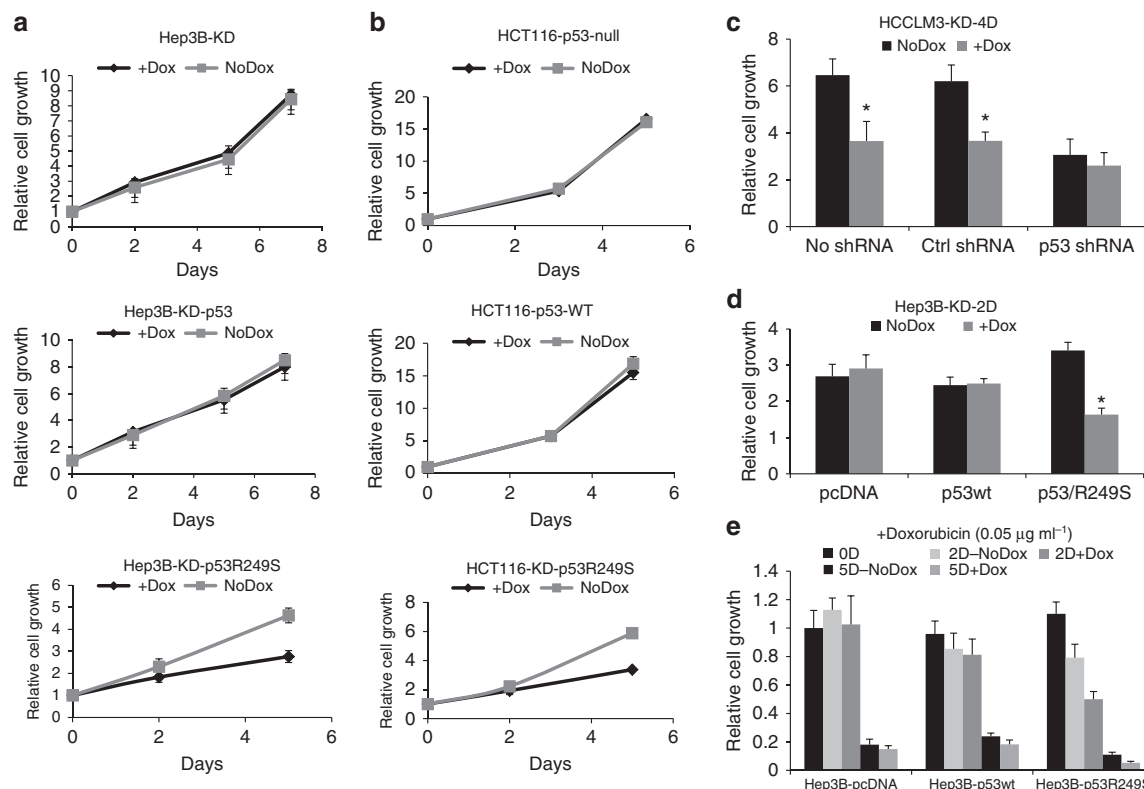 a
Hep3B-KD
+Dox NoDox
Relative cell growth
10
9
8
7
6
5
4
3
2
1
0
0 2 4 6 8
Days
Hep3B-KD-p53
+Dox NoDox
Relative cell growth
10
8
6
4
2
0
0 2 4 6 8
Days
Hep3B-KD-p53R249S
+Dox NoDox
Relative cell growth
6
5
4
3
2
1
0
0 2 4 6
Days
b
HCT116-p53-null
+Dox NoDox
Relative cell growth
20
15
10
5
0
0 2 4 6
Days
HCT116-p53-WT
+Dox NoDox
Relative cell growth
20
15
10
5
0
0 2 4 6
Days
HCT116-KD-p53R249S
+Dox NoDox
Relative cell growth
8
6
4
2
0
0 2 4 6
Days
c
HCCLM3-KD-4D
NoDox +Dox
Relative cell growth
8
6
4
2
0
* *
No shRNA Ctrl shRNA p53 shRNA
d
Hep3B-KD-2D
NoDox +Dox
Relative cell growth
4
3
2
1
0
*
pcDNA p53wt p53/R249S
e
+Doxorubicin (0.05 µg ml⁻¹)
0D 2D–NoDox 2D+Dox
5D–NoDox 5D+Dox
Relative cell growth
1.4
1.2
1
0.8
0.6
0.4
0.2
0
Hep3B-pcDNA Hep3B-p53wt Hep3B-p53R249S